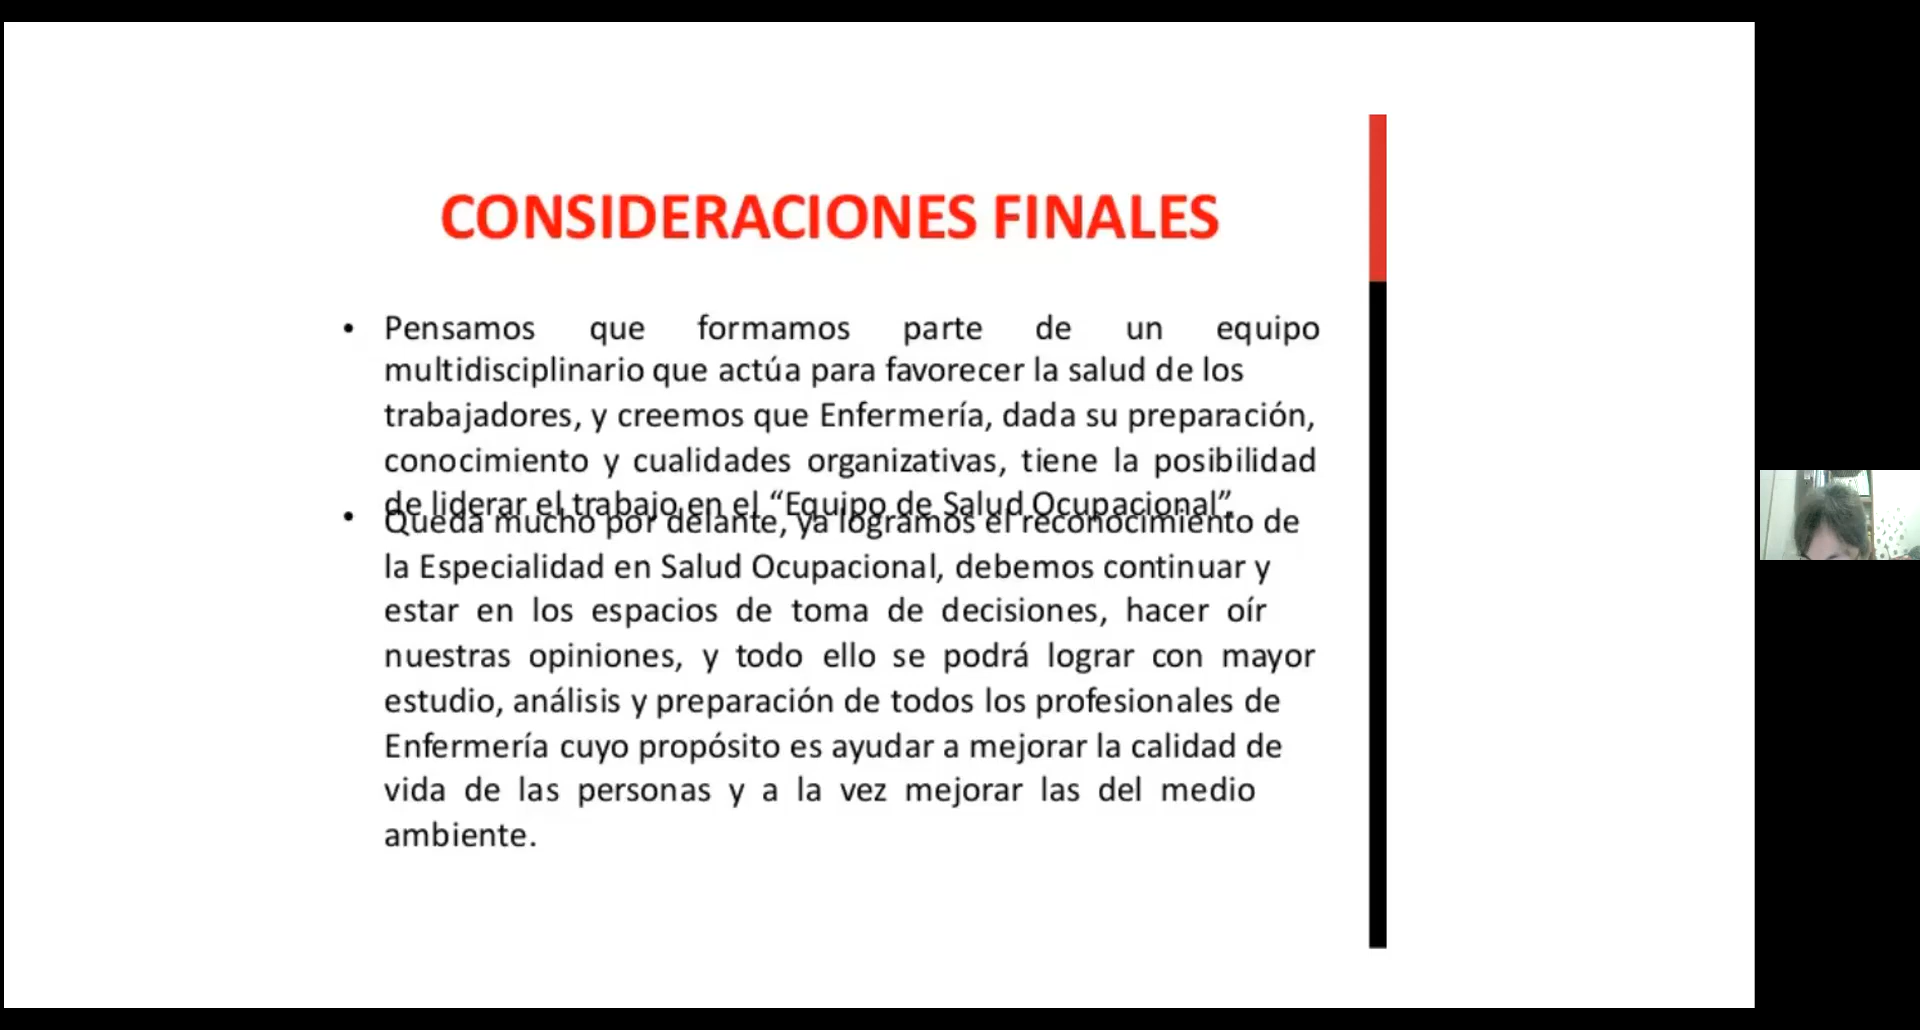 CONSIDERACIONES FINALES
• Pensamos que formamos parte de un equipo
multidisciplinario que actúa para favorecer la salud de los
trabajadores, y creemos que Enfermería, dada su preparación,
conocimiento y cualidades organizativas, tiene la posibilidad
de liderar el trabajo en el “Equipo de Salud Ocupacional”.
• Queda mucho por delante, ya logramos el reconocimiento de
la Especialidad en Salud Ocupacional, debemos continuar y
estar en los espacios de toma de decisiones, hacer oír
nuestras opiniones, y todo ello se podrá lograr con mayor
estudio, análisis y preparación de todos los profesionales de
Enfermería cuyo propósito es ayudar a mejorar la calidad de
vida de las personas y a la vez mejorar las del medio
ambiente.